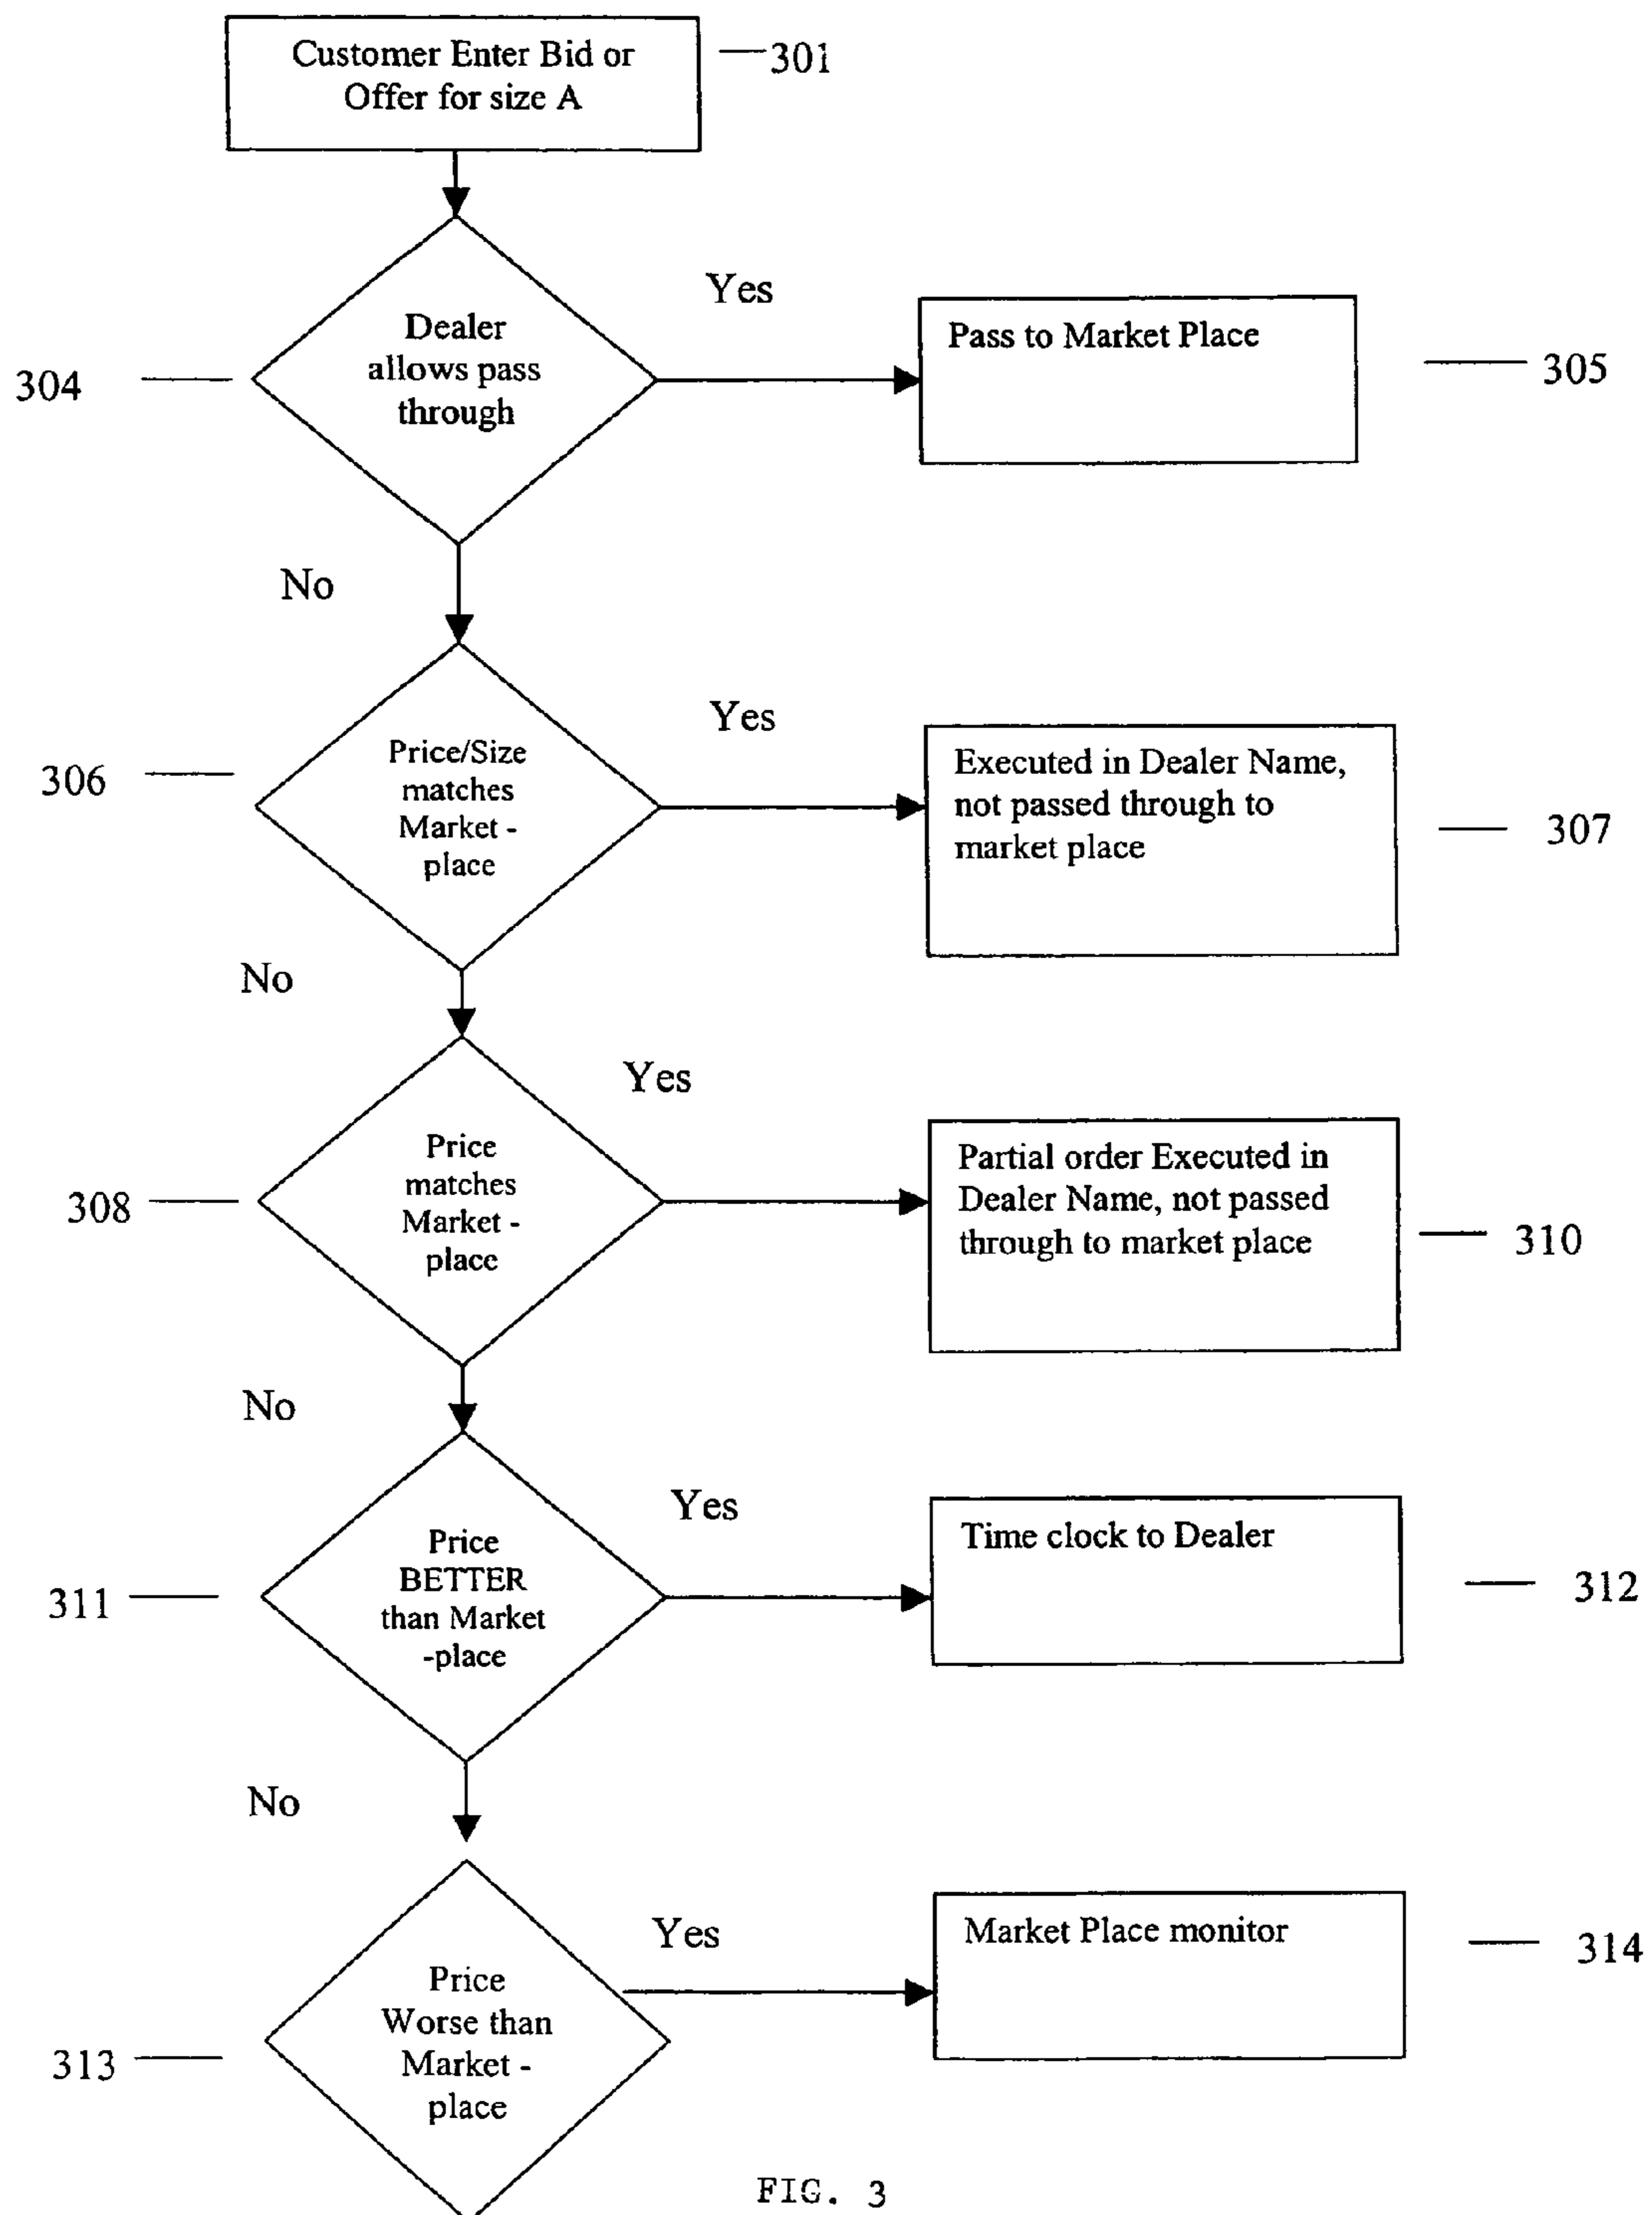 Customer Enter Bid or
Offer for size A
301
Yes
Dealer
allows pass
through
304
Pass to Market Place
305
No
Yes
Price/Size
matches
Market -
place
306
Executed in Dealer Name,
not passed through to
market place
307
No
Yes
Price
matches
Market -
place
308
Partial order Executed in
Dealer Name, not passed
through to market place
310
No
Yes
Price
BETTER
than Market
-place
311
Time clock to Dealer
312
No
Yes
Price
Worse than
Market -
place
313
Market Place monitor
314
FIG. 3